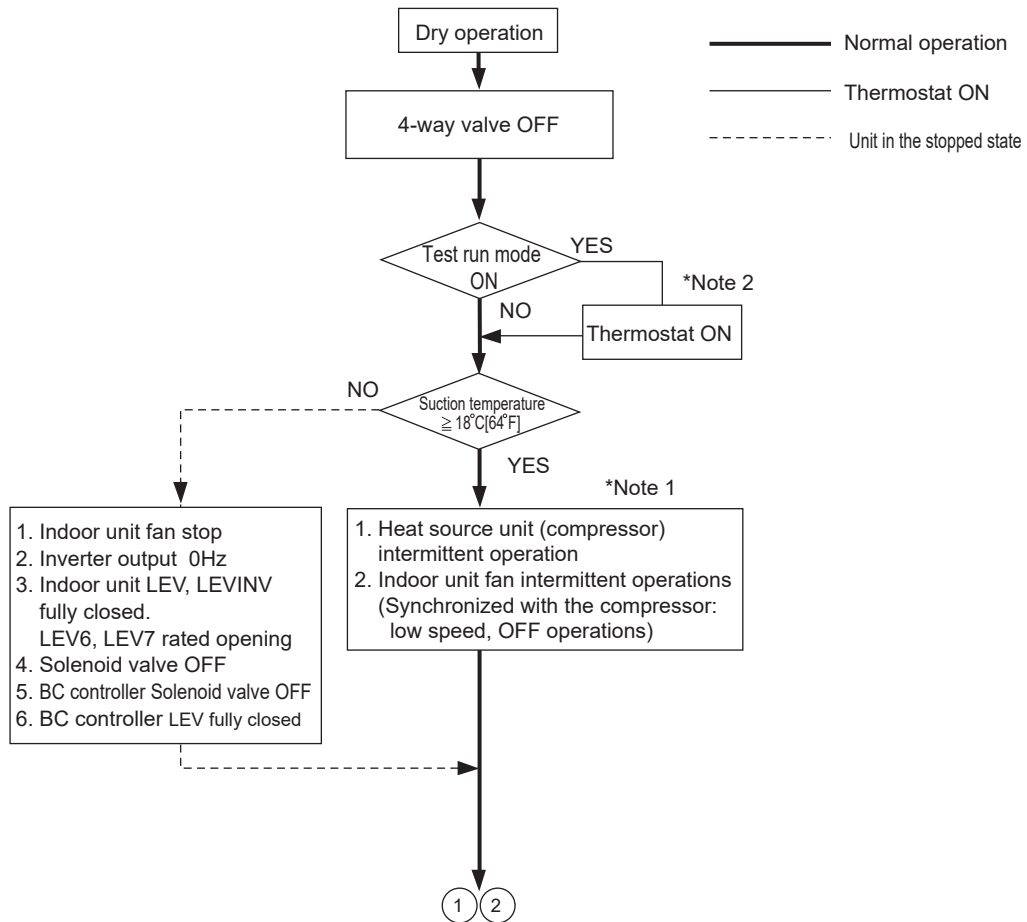 Dry operation
Normal operation
Thermostat ON
Unit in the stopped state
4-way valve OFF
Test run mode
ON
YES
*Note 2
NO
Thermostat ON
NO
Suction temperature
≧ 18°C[64°F]
YES
*Note 1
1. Indoor unit fan stop
2. Inverter output 0Hz
3. Indoor unit LEV, LEVINV
fully closed.
LEV6, LEV7 rated opening
4. Solenoid valve OFF
5. BC controller Solenoid valve OFF
6. BC controller LEV fully closed
1. Heat source unit (compressor)
intermittent operation
2. Indoor unit fan intermittent operations
(Synchronized with the compressor:
low speed, OFF operations)
1 2